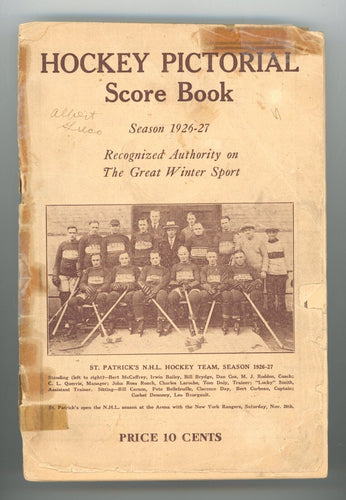 HOCKEY PICTORIAL
Score Book
Albert
Season 1926-27
Recognized Authority on
The Great Winter Sport
ST. PATRICK'S N.H.L. HOCKEY TEAM, SEASON 1926-27
Standing (left to right)—Bert McCaffrey, Irwin Bailey, Bill Brydge, Dan Cox, M. J. Rodden, Coach;
C. L. Querrie, Manager; John Ross Roach, Charles Larocke, Tom Daly, Trainer; "Lucky" Smith,
Assistant Trainer. Sitting—Bill Carson, Pete Bellefeuille, Clarence Day, Bert Corbeau, Captain;
Corbet Denneny, Leo Bourgault.
St. Patrick's open the N.H.L. season at the Arena with the New York Rangers, Saturday, Nov. 20th.
PRICE 10 CENTS